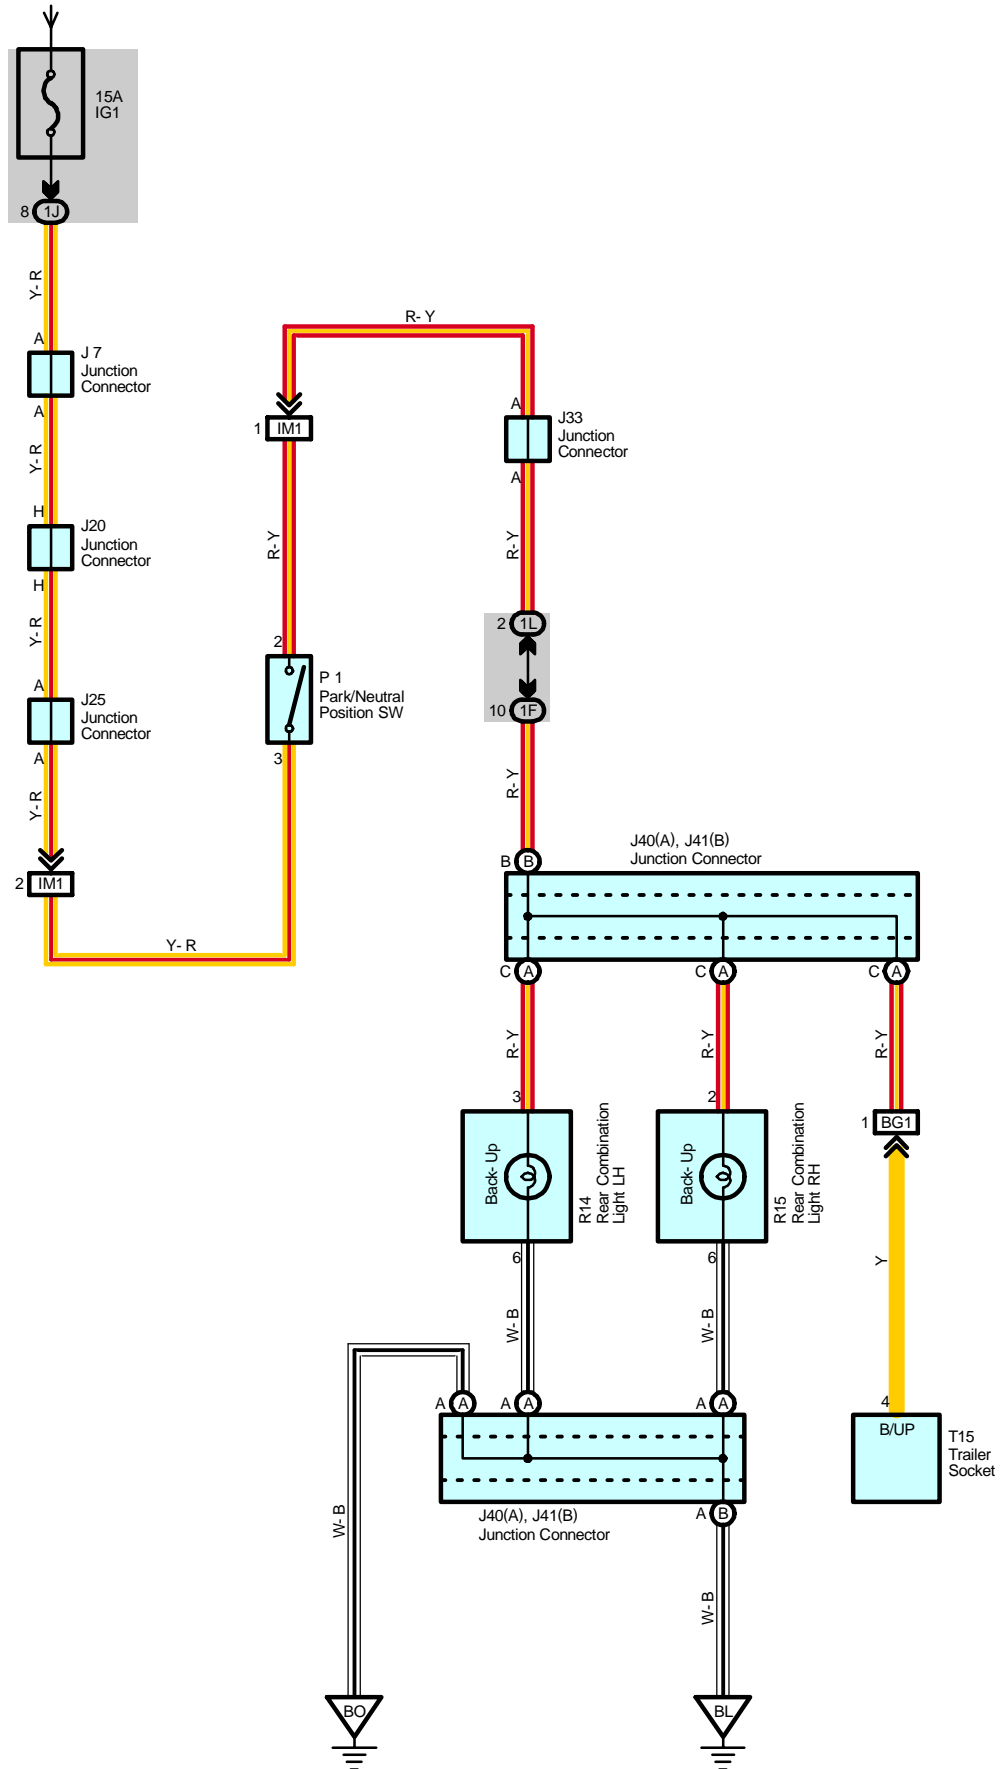 15A
IG1
8 1J
Y-R
A
J 7
Junction
Connector
A
Y-R
H
J20
Junction
Connector
H
Y-R
A
J25
Junction
Connector
A
Y-R
2 IM1
Y-R
R-Y
1 IM1
R-Y
2
P 1
Park/Neutral
Position SW
3
A
J33
Junction
Connector
A
R-Y
2 1L
10 1F
R-Y
J40(A), J41(B)
Junction Connector
B B
C A
C A
C A
R-Y
R-Y
R-Y
3
Back-Up
R14
Rear Combination
Light LH
6
2
Back-Up
R15
Rear Combination
Light RH
6
1 BG1
Y
4
B/UP
T15
Trailer
Socket
W-B
W-B
A A
A A
A A
J40(A), J41(B)
Junction Connector
A B
W-B
W-B
BO
BL